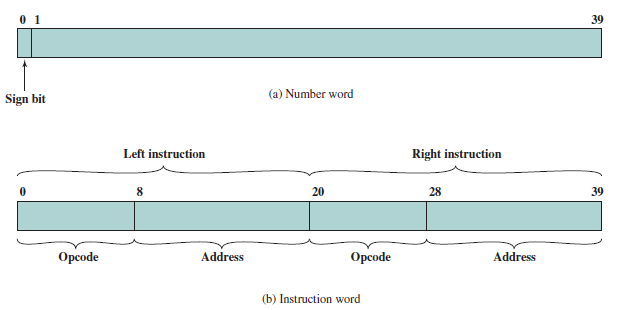 0 1 39
Sign bit
(a) Number word
Left instruction Right instruction
0 8 20 28 39
Opcode Address Opcode Address
(b) Instruction word